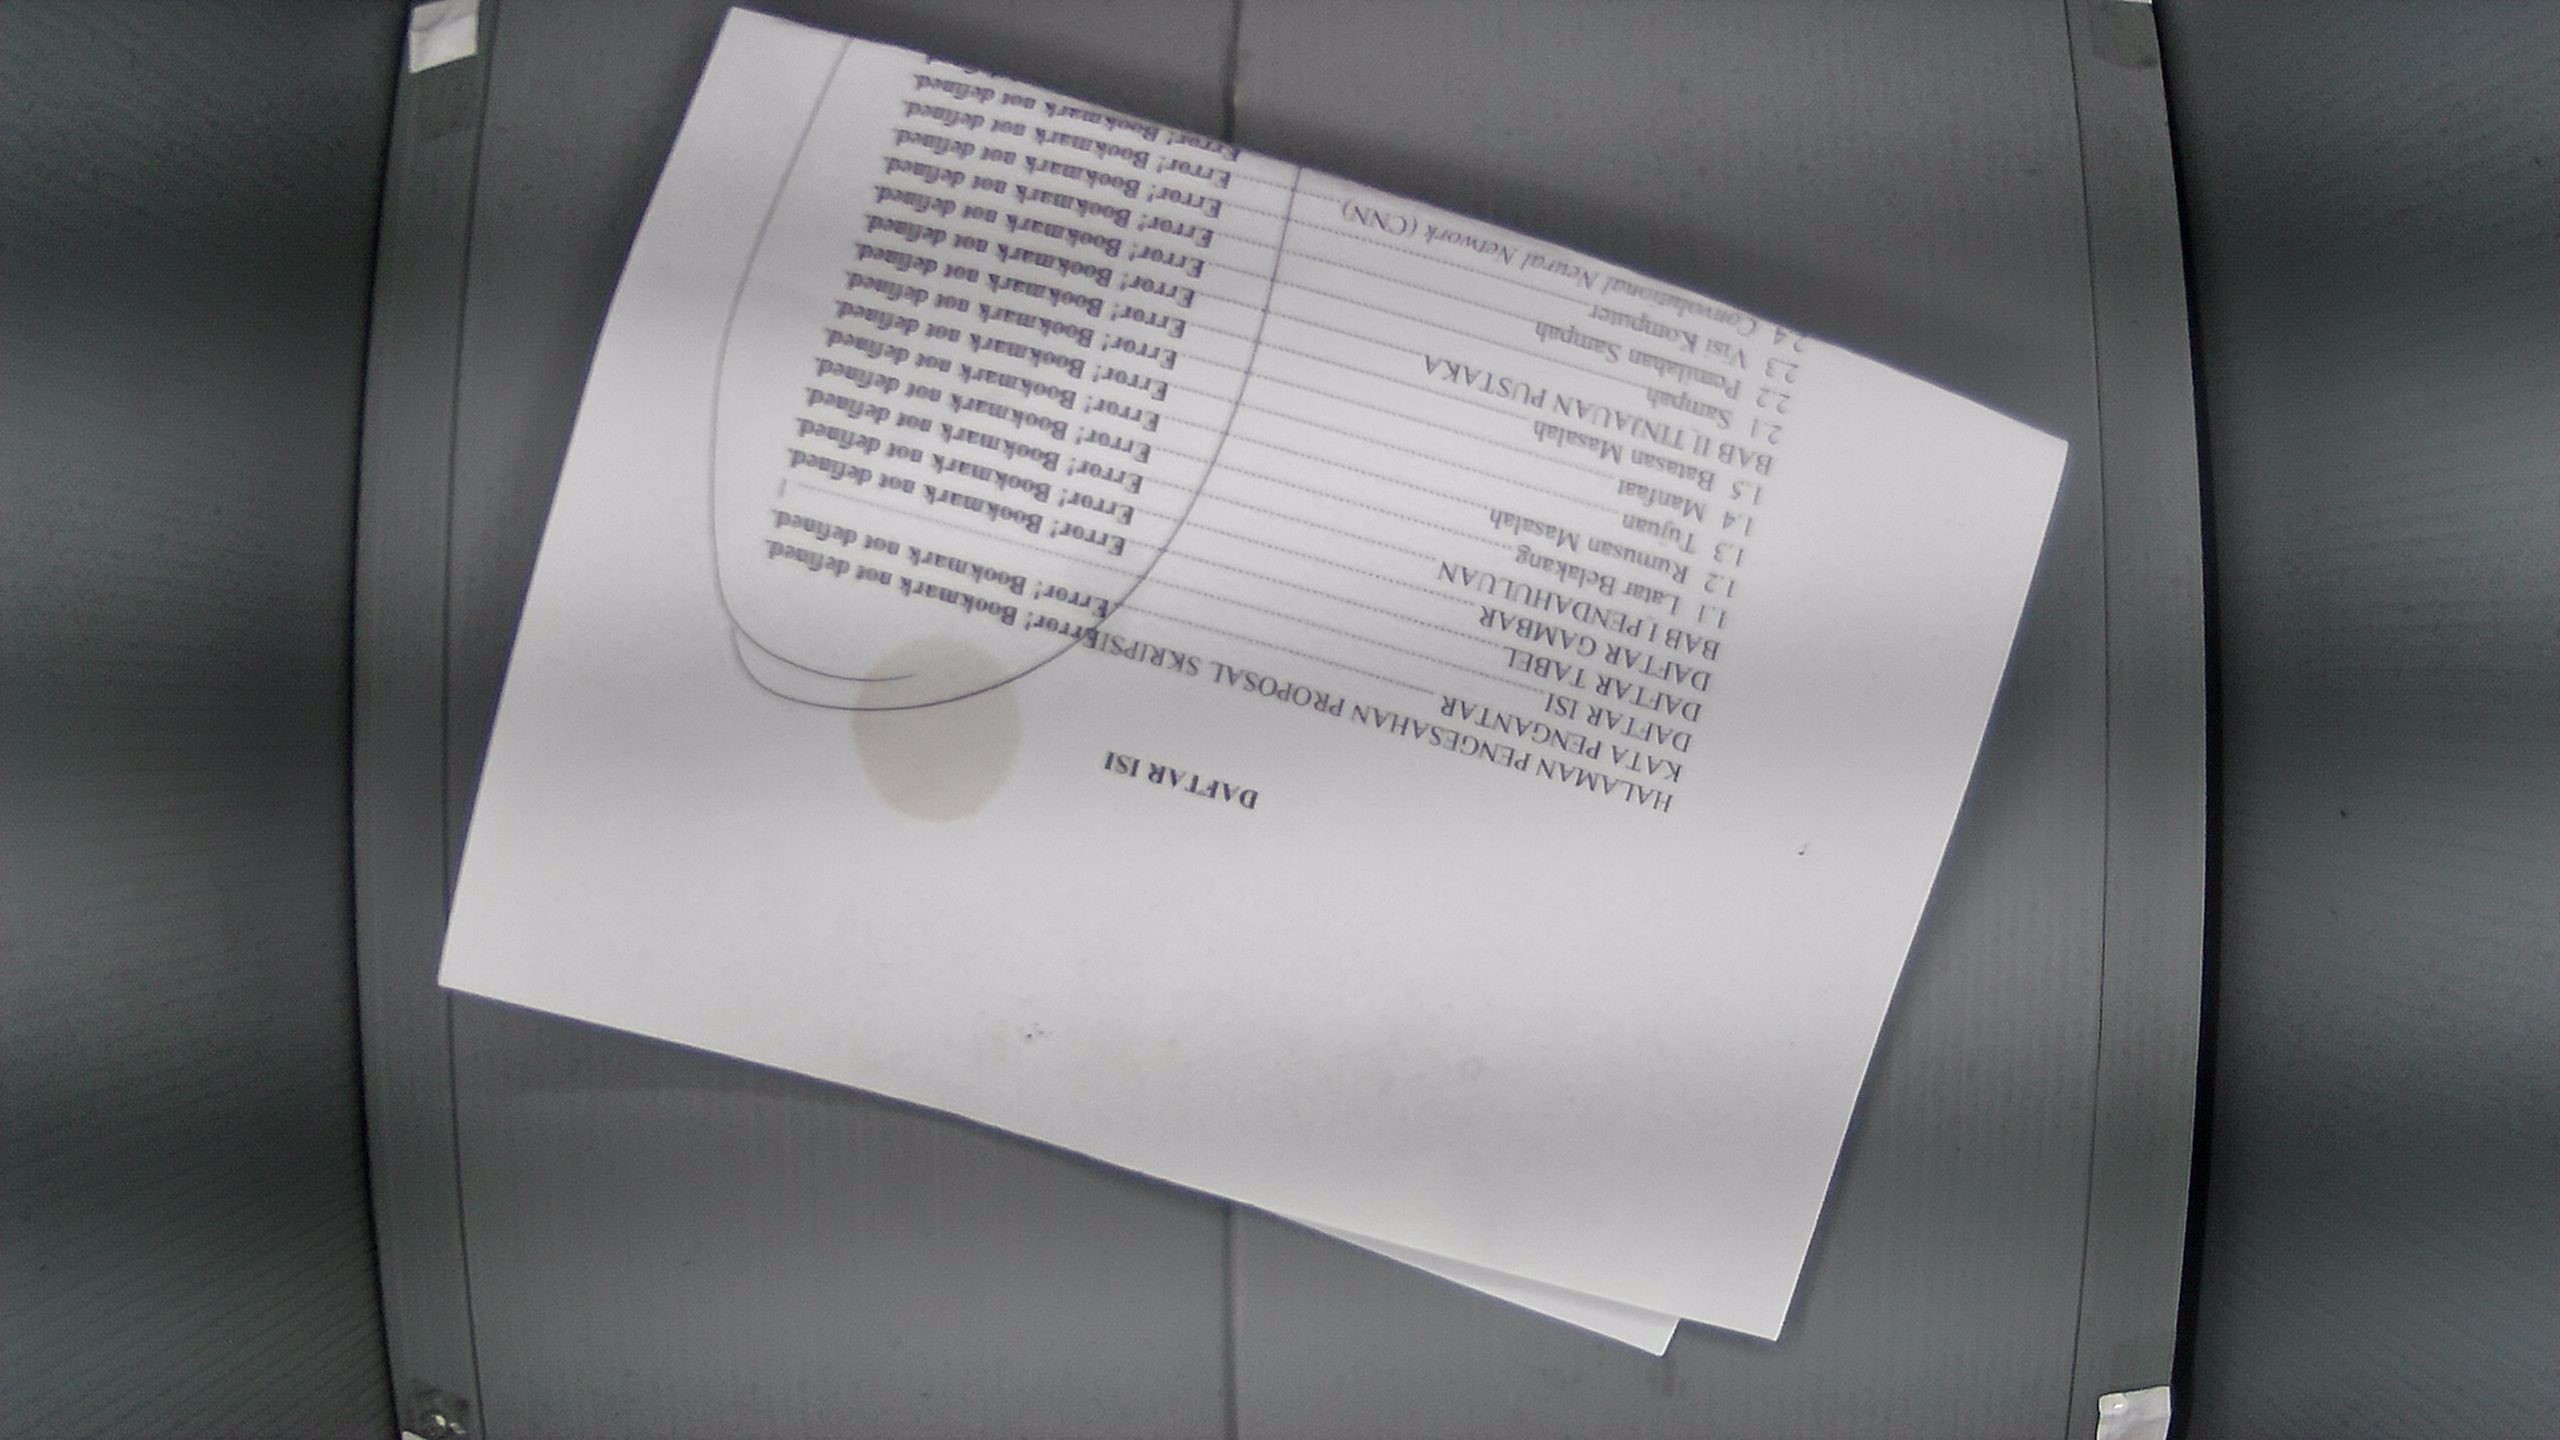 DAFTAR ISI
HALAMAN PENGESAHAN PROPOSAL SKRIPSIError! Bookmark not defined.
KATA PENGANTAR Error! Bookmark not defined.
DAFTAR ISI I
DAFTAR TABEL Error! Bookmark not defined.
DAFTAR GAMBAR Error! Bookmark not defined.
BAB I PENDAHULUAN Error! Bookmark not defined.
1.1 Latar Belakang Error! Bookmark not defined.
1.2 Rumusan Masalah Error! Bookmark not defined.
1.3 Tujuan Error! Bookmark not defined.
1.4 Manfaat Error! Bookmark not defined.
1.5 Batasan Masalah Error! Bookmark not defined.
BAB II TINJAUAN PUSTAKA Error! Bookmark not defined.
2.1 Sampah Error! Bookmark not defined.
2.2 Pemilahan Sampah Error! Bookmark not defined.
2.3 Visi Komputer Error! Bookmark not defined.
2.4 Convolutional Neural Network (CNN) Error! Bookmark not defined.
Error! Bookmark not defined.